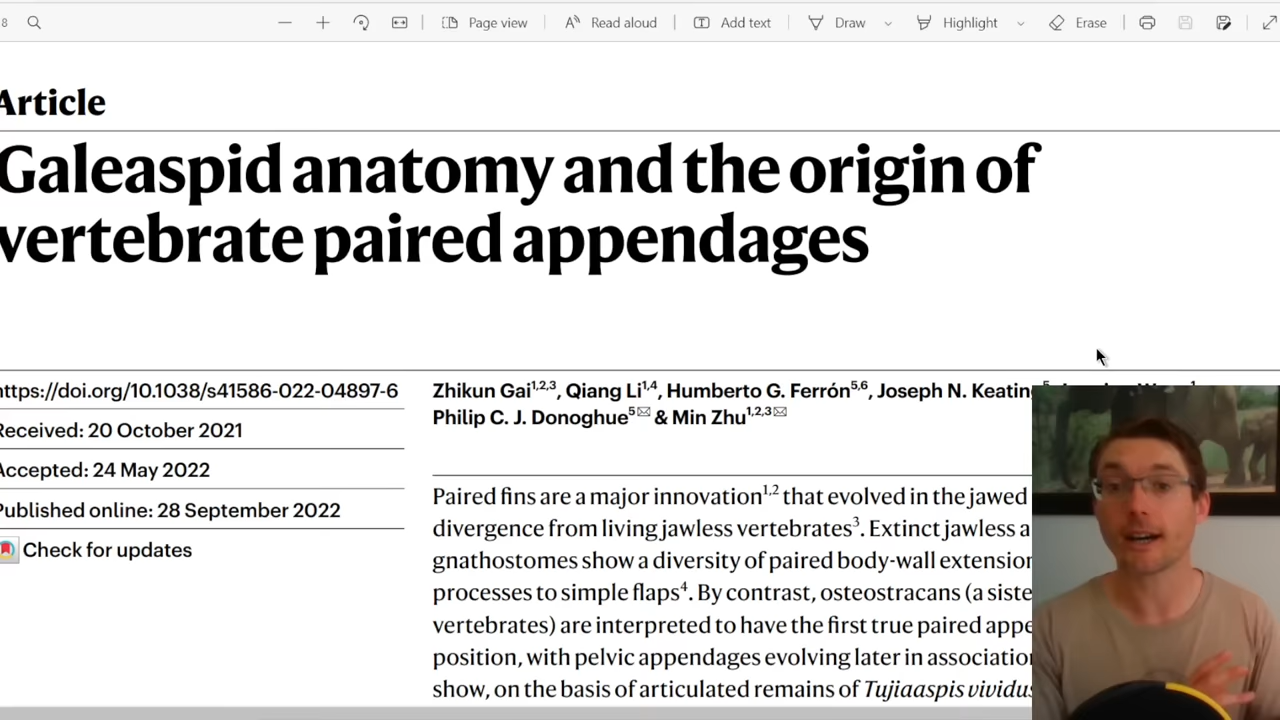 8
Page view
Read aloud
Add text
Draw
Highlight
Erase
Article
Galeaspid anatomy and the origin of
vertebrate paired appendages
https://doi.org/10.1038/s41586-022-04897-6
Received: 20 October 2021
Accepted: 24 May 2022
Published online: 28 September 2022
Check for updates
Zhikun Gai1,2,3, Qiang Li1,4, Humberto G. Ferrón5,6, Joseph N. Keating
Philip C. J. Donoghue5 & Min Zhu1,2,3
Paired fins are a major innovation1,2 that evolved in the jawed
divergence from living jawless vertebrates3. Extinct jawless
gnathostomes show a diversity of paired body-wall extension
processes to simple flaps4. By contrast, osteostracans (a siste
vertebrates) are interpreted to have the first true paired appe
position, with pelvic appendages evolving later in association
show, on the basis of articulated remains of Tujiaaspis vividus